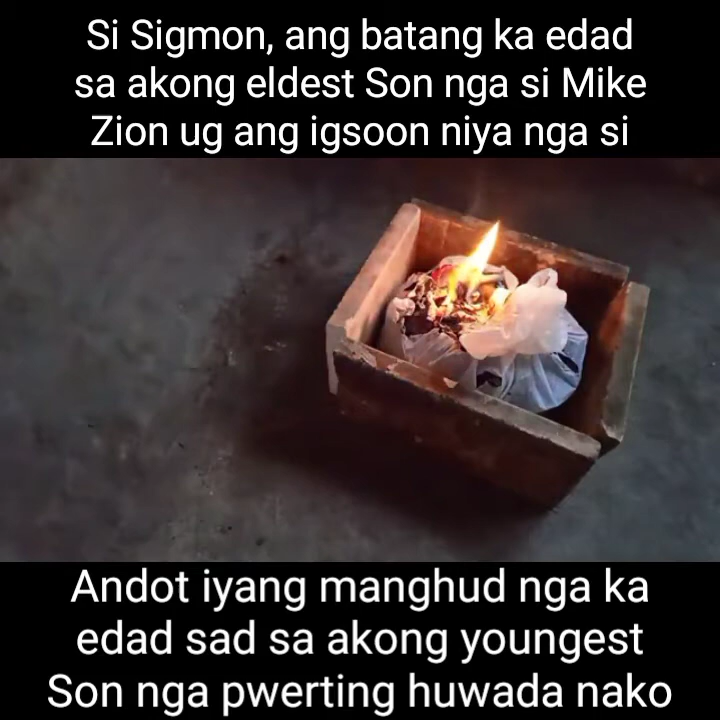 Si Sigmon, ang batang ka edad
sa akong eldest Son nga si Mike
Zion ug ang igsoon niya nga si
Andot iyang manghud nga ka
edad sad sa akong youngest
Son nga pwerting huwada nako